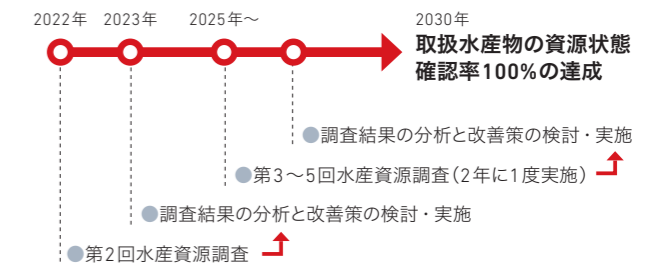 2022年 2023年 2025年～ 2030年
取扱水産物の資源状態
確認率100%の達成
●調査結果の分析と改善策の検討・実施
●第3～5回水産資源調査（2年に1度実施）
●調査結果の分析と改善策の検討・実施
●第2回水産資源調査